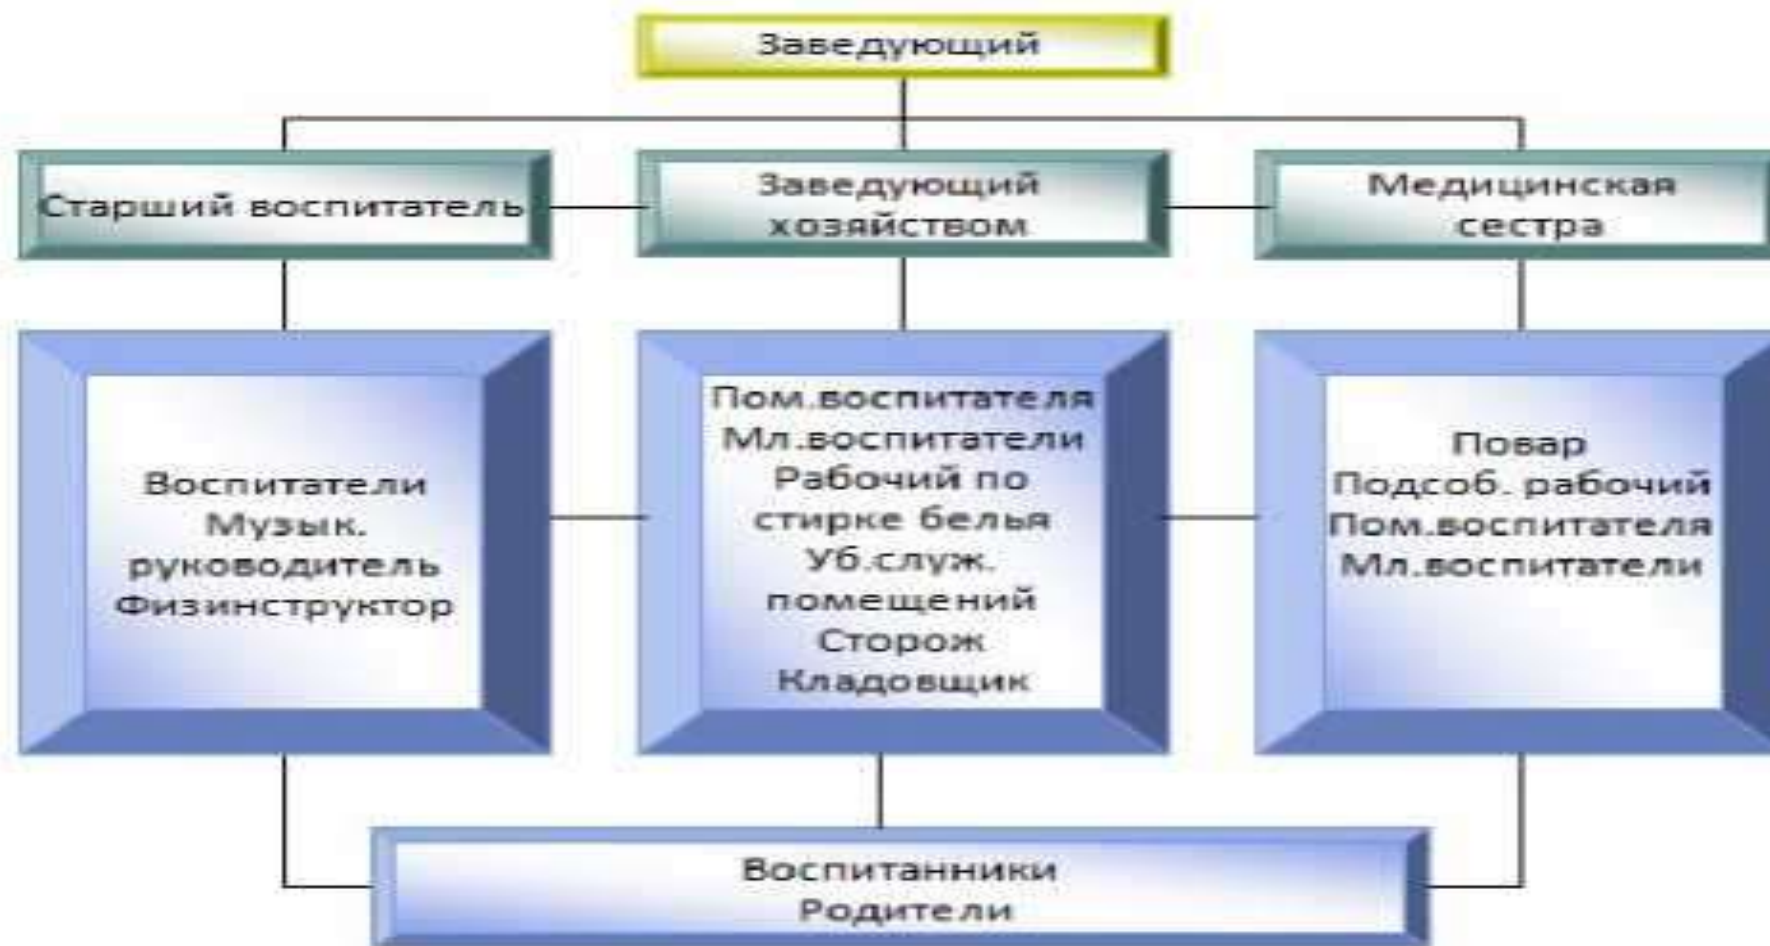 Заведующий
Старший воспитатель
Заведующий
хозяйством
Медицинская
сестра
Воспитатели
Музык.
руководитель
Физинструктор
Пом.воспитателя
Мл.воспитатели
Рабочий по
стирке белья
Уб.служ.
помещений
Сторож
Кладовщик
Повар
Подсоб. рабочий
Пом.воспитателя
Мл.воспитатели
Воспитанники
Родители